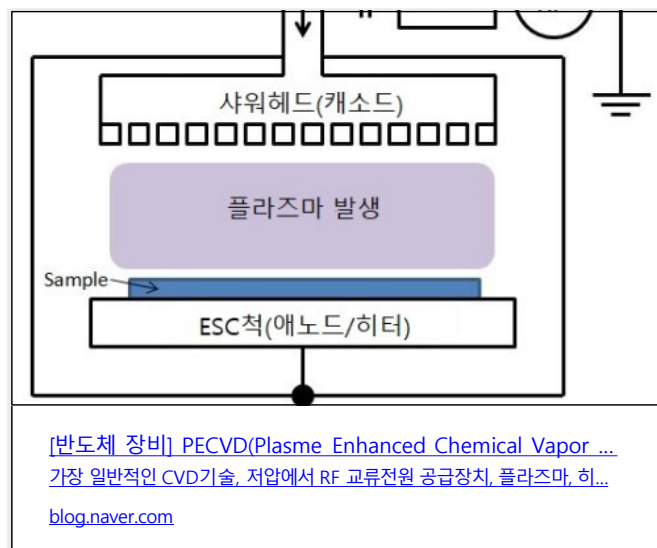 샤워헤드(캐소드)
플라즈마 발생
Sample
ESC척(애노드/히터)
[반도체 장비] PECVD(Plasme Enhanced Chemical Vapor ...
가장 일반적인 CVD기술, 저압에서 RF 교류전원 공급장치, 플라즈마, 히...
blog.naver.com